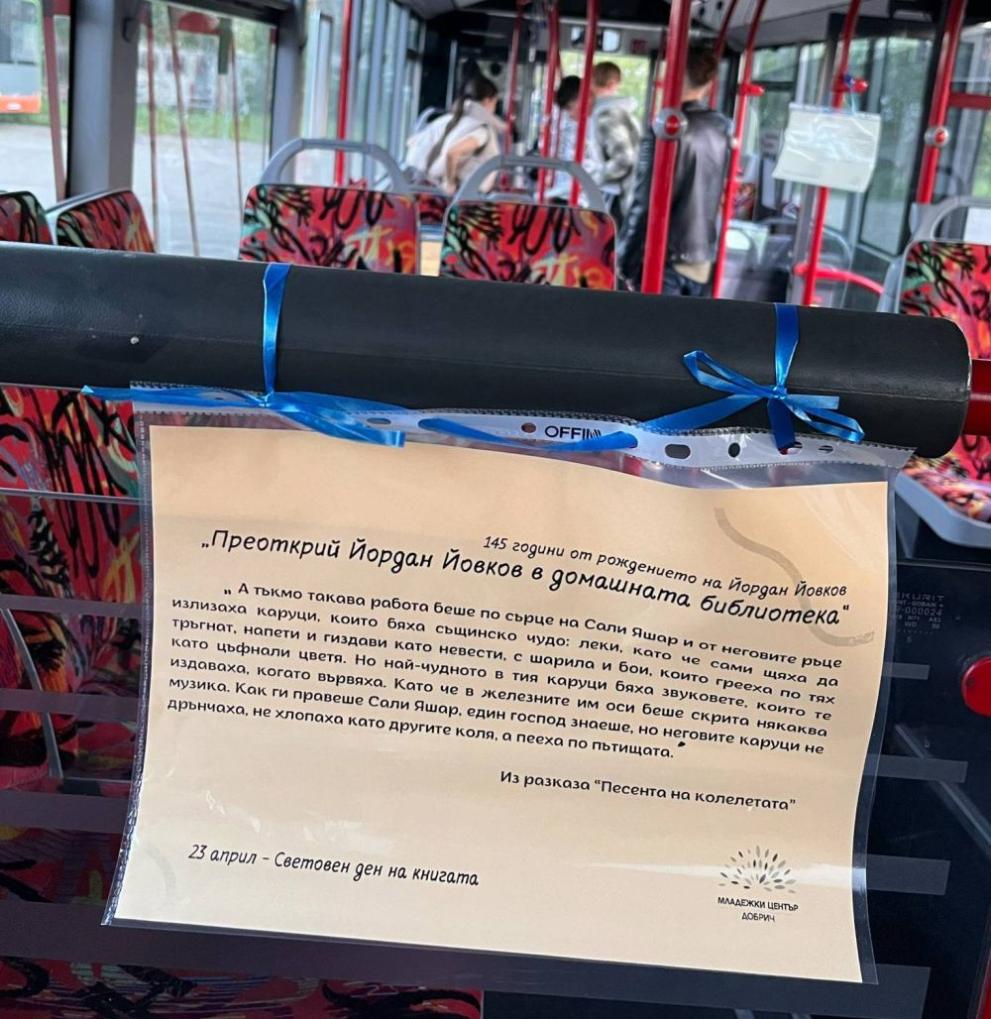 OFFIN
145 години от рождението на Йордан Йовков
„Преоткрий Йордан Йовков в домашната библиотека“
„ А тъкмо такава работа беше по сърце на Сали Яшар и от неговите ръце
излизаха каруци, които бяха същинско чудо: леки, като че сами щяха да
тръгнат, напети и гиздави като невести, с шарила и бои, които грееха по тях
като цъфнали цветя. Но най-чудното в тия каруци бяха звуковете, които те
издаваха, когато вървяха. Като че в железните им оси беше скрита някаква
музика. Как ги правеше Сали Яшар, един господ знаеше, но неговите каруци не
дрънчаха, не хлопаха като другите коля, а пееха по пътищата.”
Из разказа “Песента на колелетата”
23 април – Световен ден на книгата
МЛАДЕЖКИ ЦЕНТЪР
ДОБРИЧ